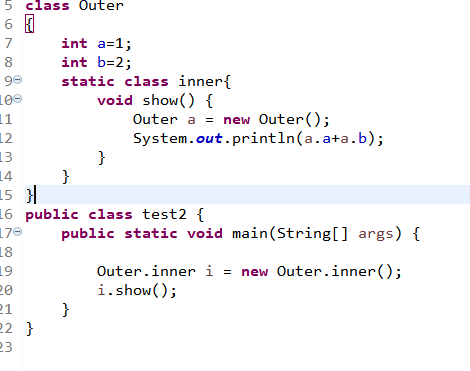 5 class Outer
6 {
7     int a=1;
8     int b=2;
9     static class inner{
10         void show() {
11             Outer a = new Outer();
12             System.out.println(a.a+a.b);
13         }
14     }
15 }
16 public class test2 {
17     public static void main(String[] args) {
18
19         Outer.inner i = new Outer.inner();
20         i.show();
21     }
22 }
23